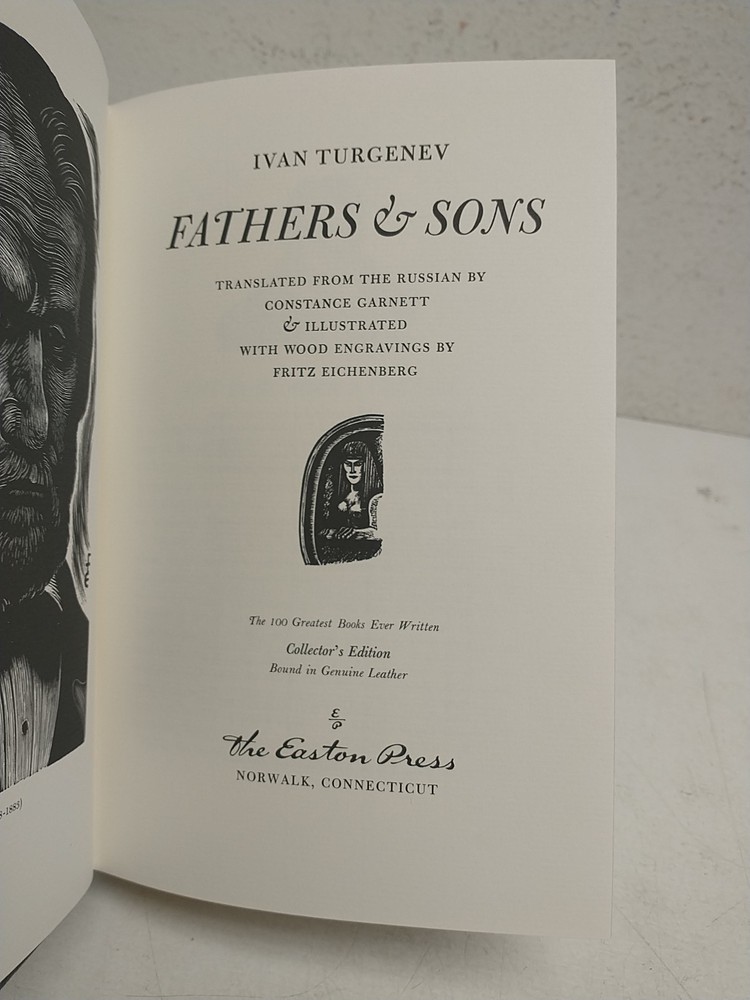 IVAN TURGENEV
FATHERS & SONS
TRANSLATED FROM THE RUSSIAN BY
CONSTANCE GARNETT
& ILLUSTRATED
WITH WOOD ENGRAVINGS BY
FRITZ EICHENBERG
The 100 Greatest Books Ever Written
Collector's Edition
Bound in Genuine Leather
E
P
The Easton Press
NORWALK, CONNECTICUT
-1883)